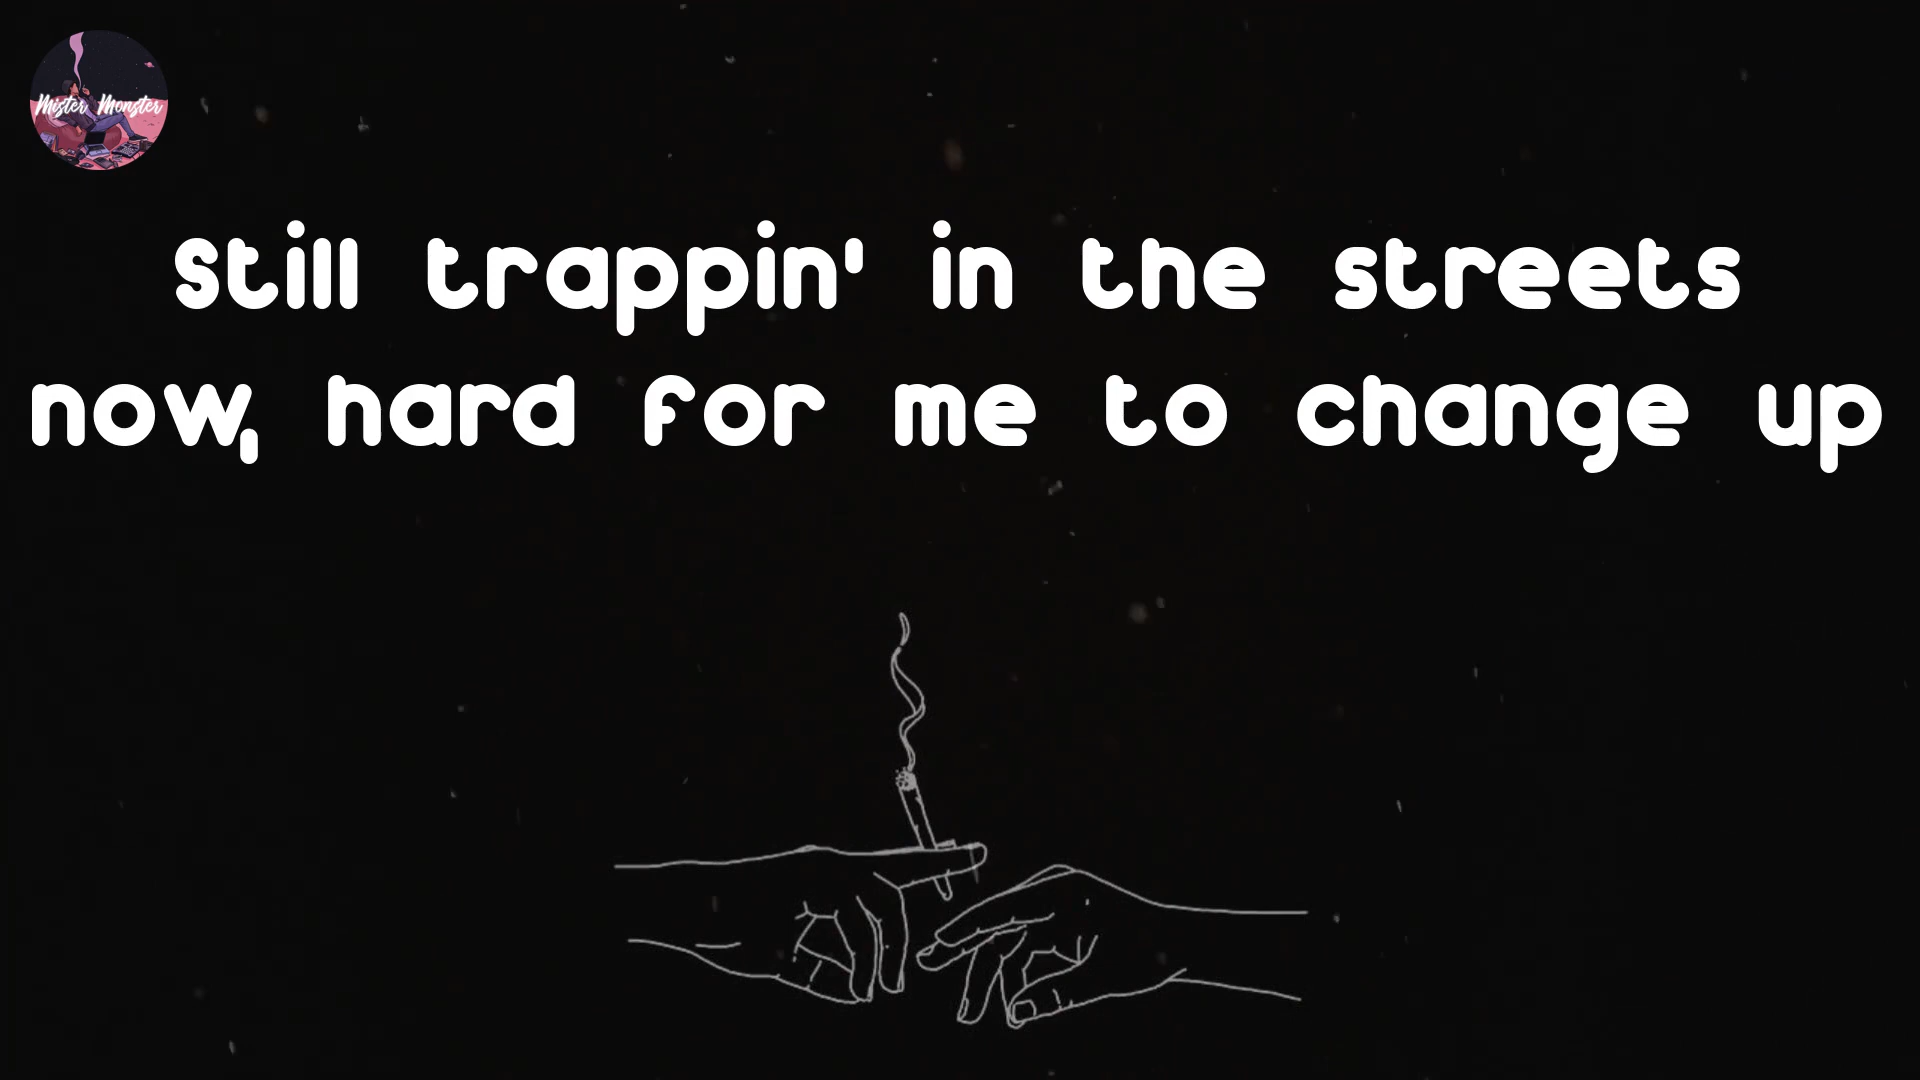 Mister Monster
Still trappin' in the streets
now, hard for me to change up